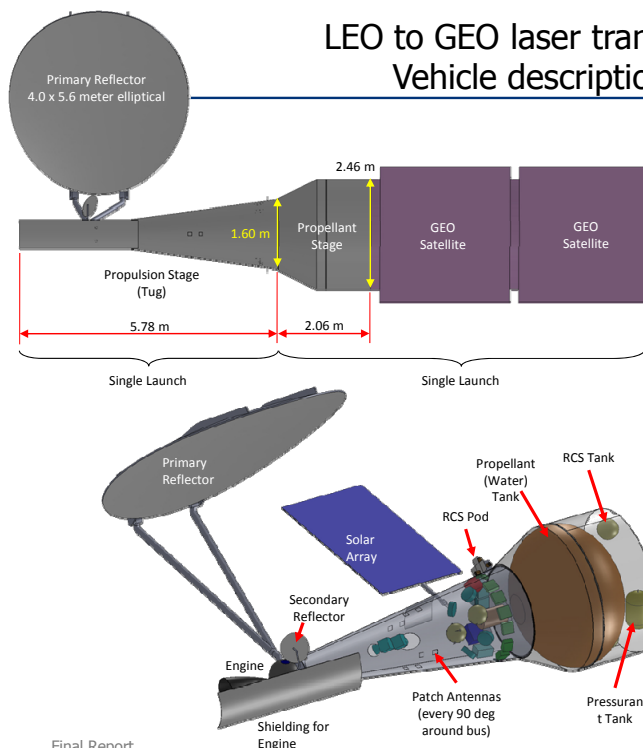 LEO to GEO laser tran
Vehicle descriptio
Primary Reflector
4.0 x 5.6 meter elliptical
2.46 m
1.60 m
Propellant
Stage
GEO
Satellite
GEO
Satellite
Propulsion Stage
(Tug)
5.78 m
2.06 m
Single Launch
Single Launch
Primary
Reflector
Propellant
(Water)
Tank
RCS Tank
RCS Pod
Solar
Array
Secondary
Reflector
Engine
Shielding for
Engine
Patch Antennas
(every 90 deg
around bus)
Pressuran
t Tank
Final Report